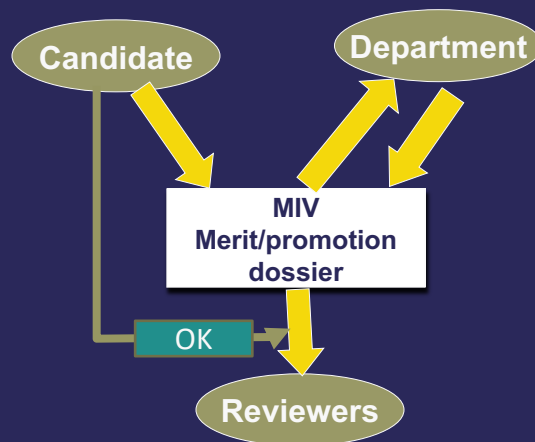 Candidate
Department
MIV
Merit/promotion
dossier
OK
Reviewers